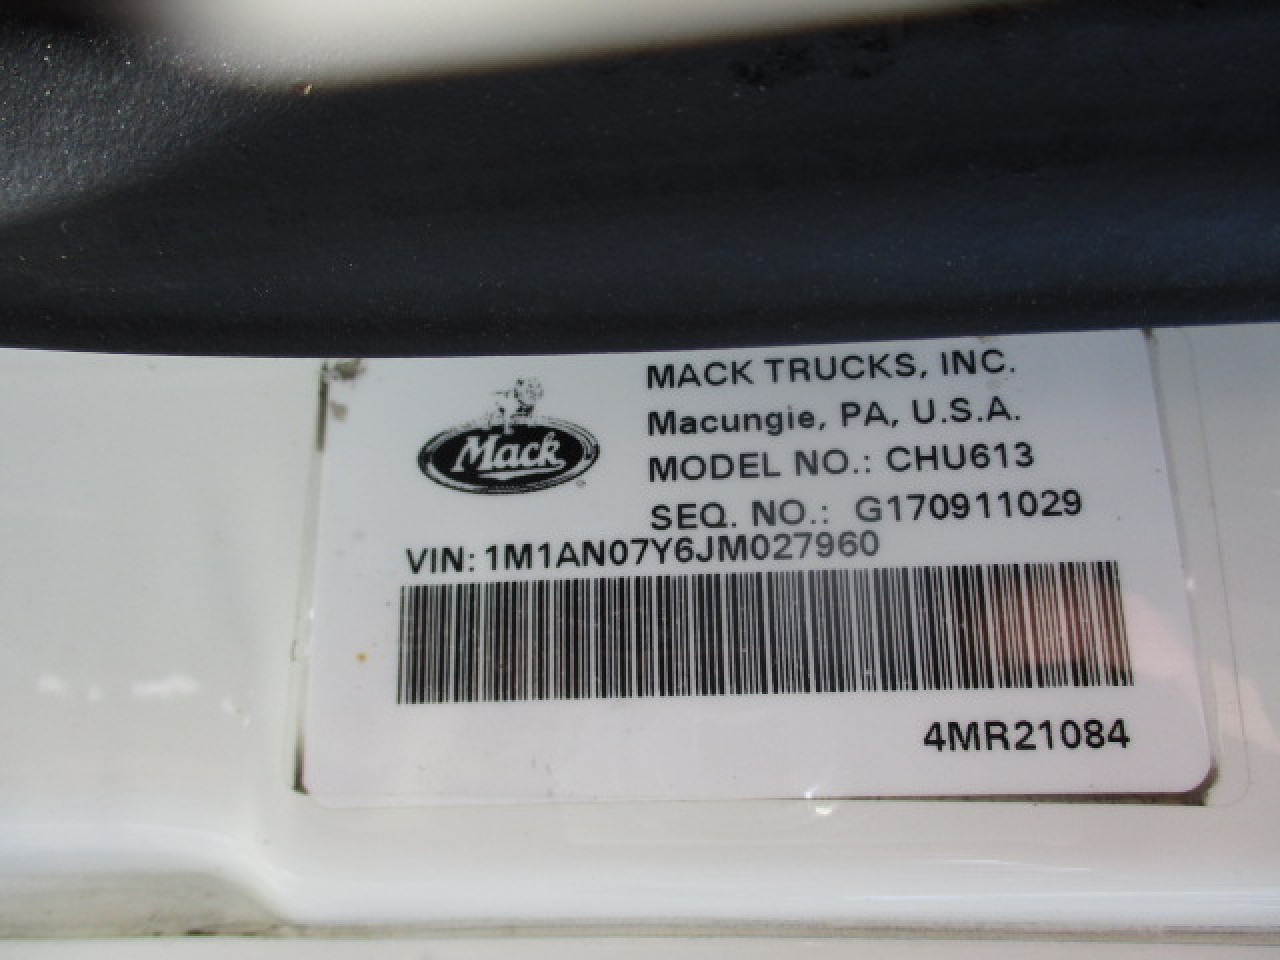 Mack
MACK TRUCKS, INC.
Macungie, PA, U.S.A.
MODEL NO.: CHU613
SEQ. NO.: G170911029
VIN: 1M1AN07Y6JM027960
4MR21084